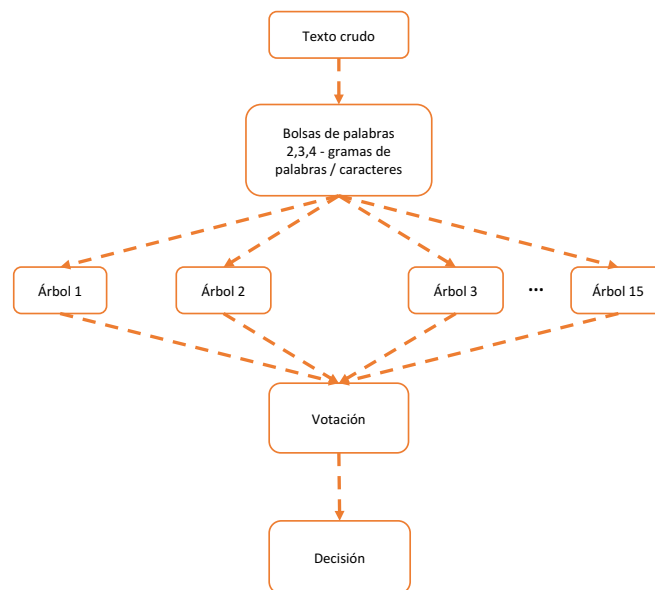 Texto crudo
Bolsas de palabras
2,3,4 - gramas de
palabras / caracteres
Árbol 1
Árbol 2
Árbol 3
...
Árbol 15
Votación
Decisión